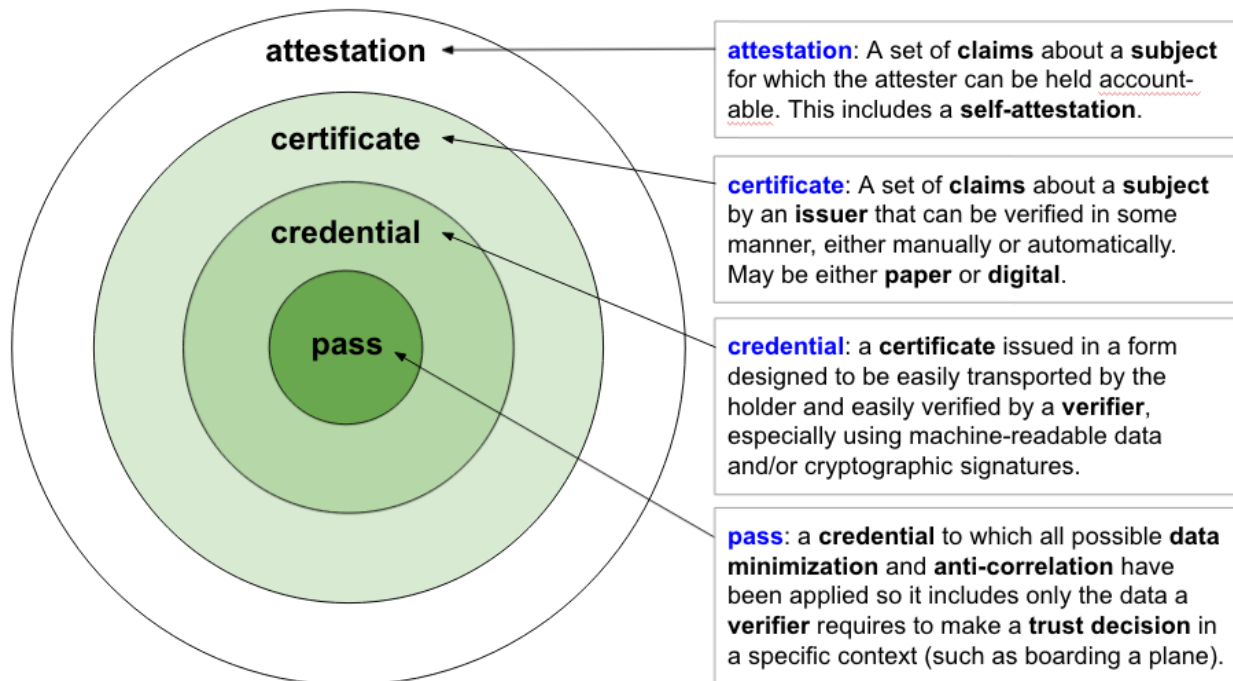 attestation
certificate
credential
pass
attestation: A set of claims about a subject
for which the attester can be held account-
able. This includes a self-attestation.
certificate: A set of claims about a subject
by an issuer that can be verified in some
manner, either manually or automatically.
May be either paper or digital.
credential: a certificate issued in a form
designed to be easily transported by the
holder and easily verified by a verifier,
especially using machine-readable data
and/or cryptographic signatures.
pass: a credential to which all possible data
minimization and anti-correlation have
been applied so it includes only the data a
verifier requires to make a trust decision in
a specific context (such as boarding a plane).